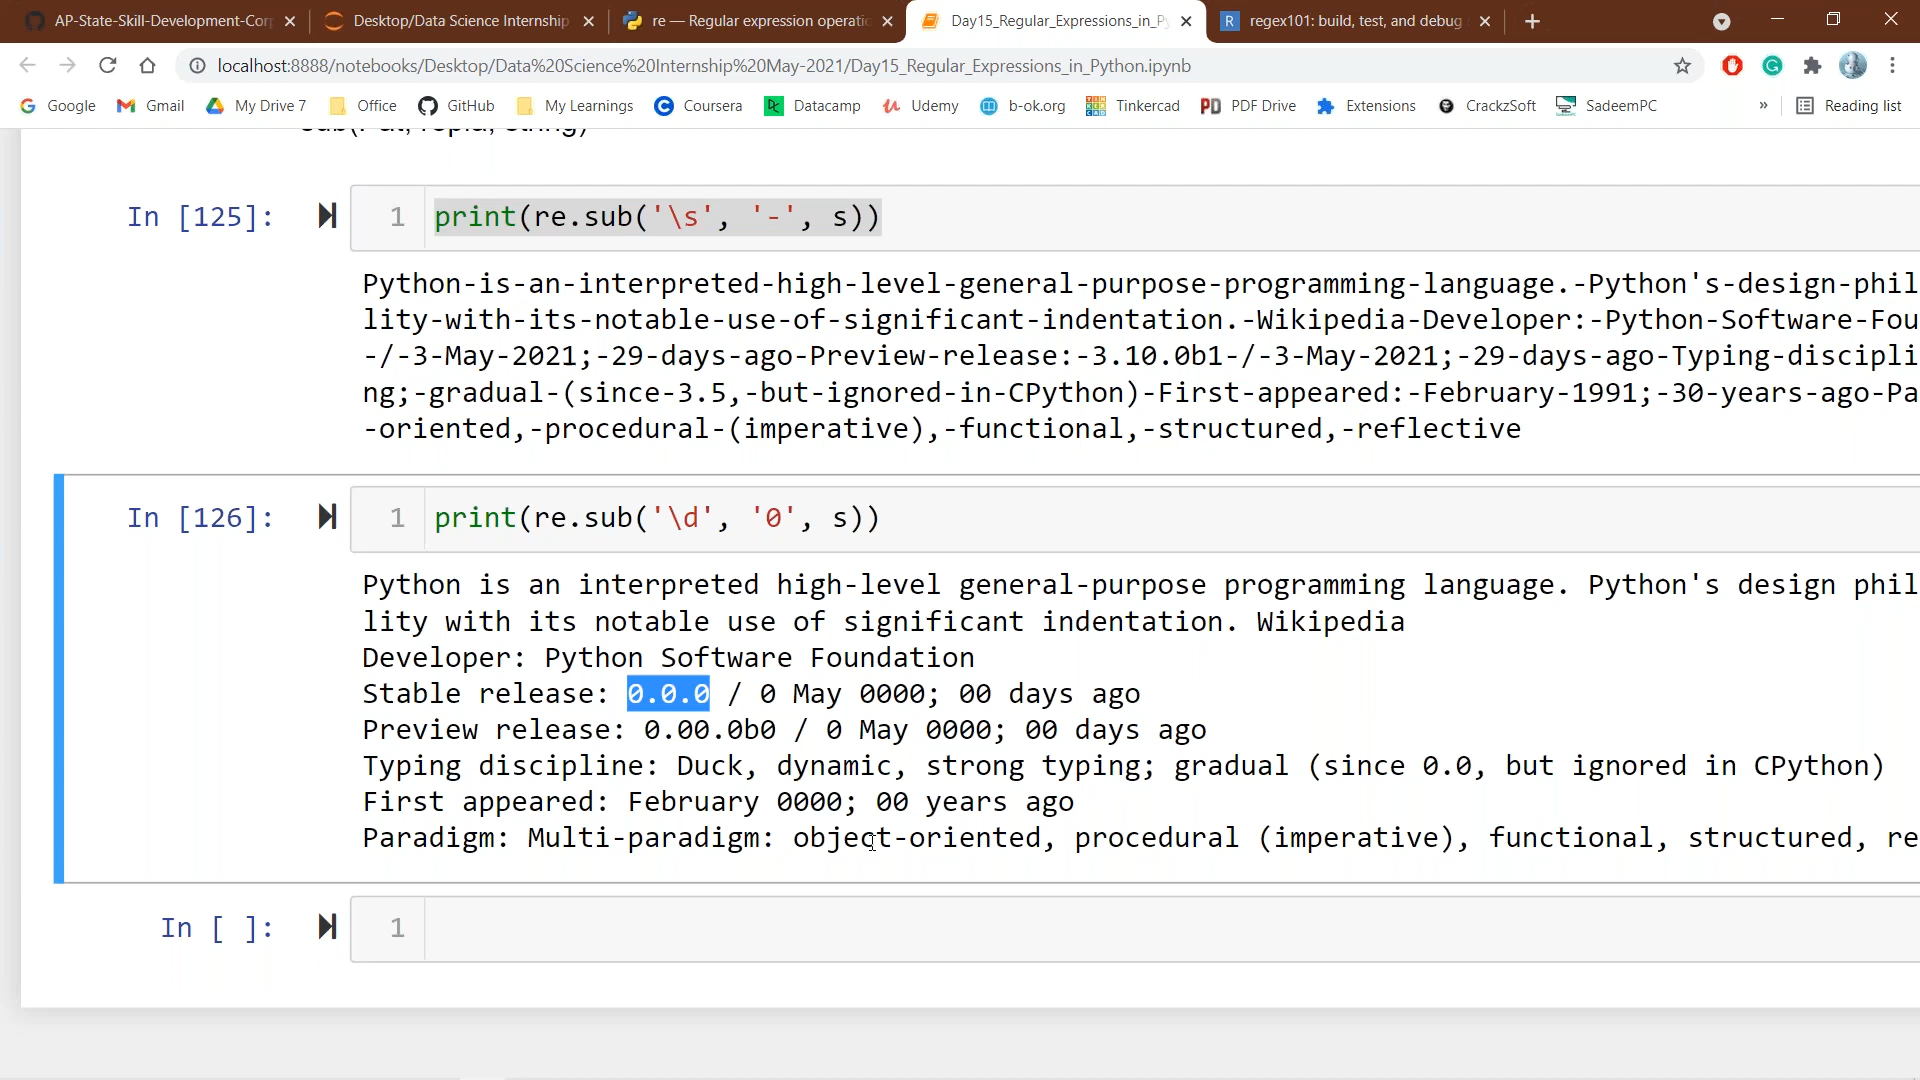 AP-State-Skill-Development-Cor
Desktop/Data Science Internship
re — Regular expression operatio
Day15_Regular_Expressions_in_P
regex101: build, test, and debug
localhost:8888/notebooks/Desktop/Data%20Science%20Internship%20May-2021/Day15_Regular_Expressions_in_Python.ipynb
Google Gmail My Drive 7 Office GitHub My Learnings Coursera Datacamp Udemy b-ok.org Tinkercad PDF Drive Extensions CrackzSoft SadeemPC » Reading list
In [125]: 1 print(re.sub('\s', '-', s))
Python-is-an-interpreted-high-level-general-purpose-programming-language.-Python's-design-phil
lity-with-its-notable-use-of-significant-indentation.-Wikipedia-Developer:-Python-Software-Fou
-/-3-May-2021;-29-days-ago-Preview-release:-3.10.0b1-/-3-May-2021;-29-days-ago-Typing-discipli
ng;-gradual-(since-3.5,-but-ignored-in-CPython)-First-appeared:-February-1991;-30-years-ago-Pa
-oriented,-procedural-(imperative),-functional,-structured,-reflective
In [126]: 1 print(re.sub('\d', '0', s))
Python is an interpreted high-level general-purpose programming language. Python's design phil
lity with its notable use of significant indentation. Wikipedia
Developer: Python Software Foundation
Stable release: 0.0.0 / 0 May 0000; 00 days ago
Preview release: 0.00.0b0 / 0 May 0000; 00 days ago
Typing discipline: Duck, dynamic, strong typing; gradual (since 0.0, but ignored in CPython)
First appeared: February 0000; 00 years ago
Paradigm: Multi-paradigm: object-oriented, procedural (imperative), functional, structured, re
In [ ]: 1